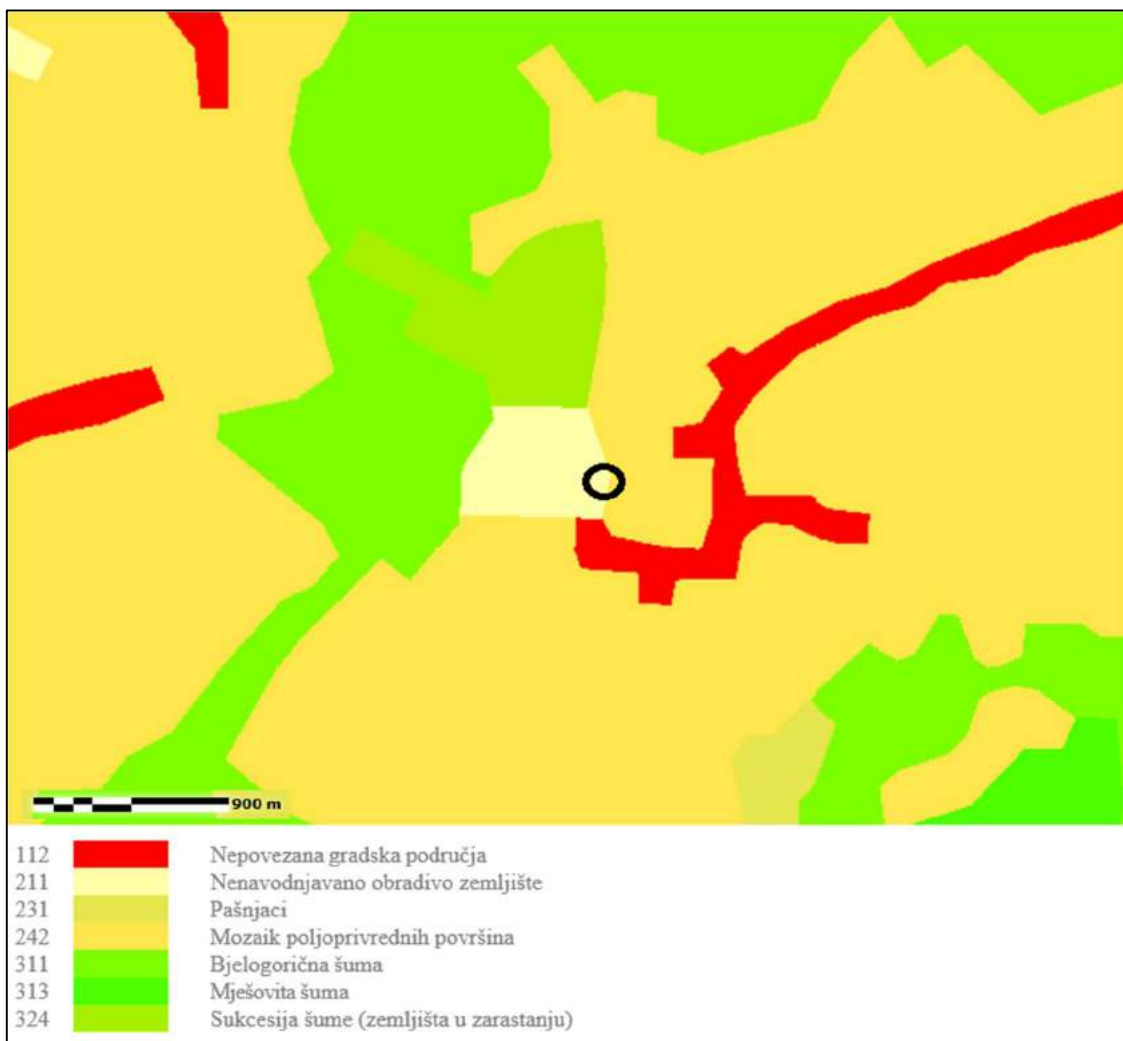 900 m
112 Nepovezana gradska područja
211 Nenavodnjavano obradivo zemljište
231 Pašnjaci
242 Mozaik poljoprivrednih površina
311 Bjelogorična šuma
313 Mješovita šuma
324 Sukcesija šume (zemljišta u zarastanju)